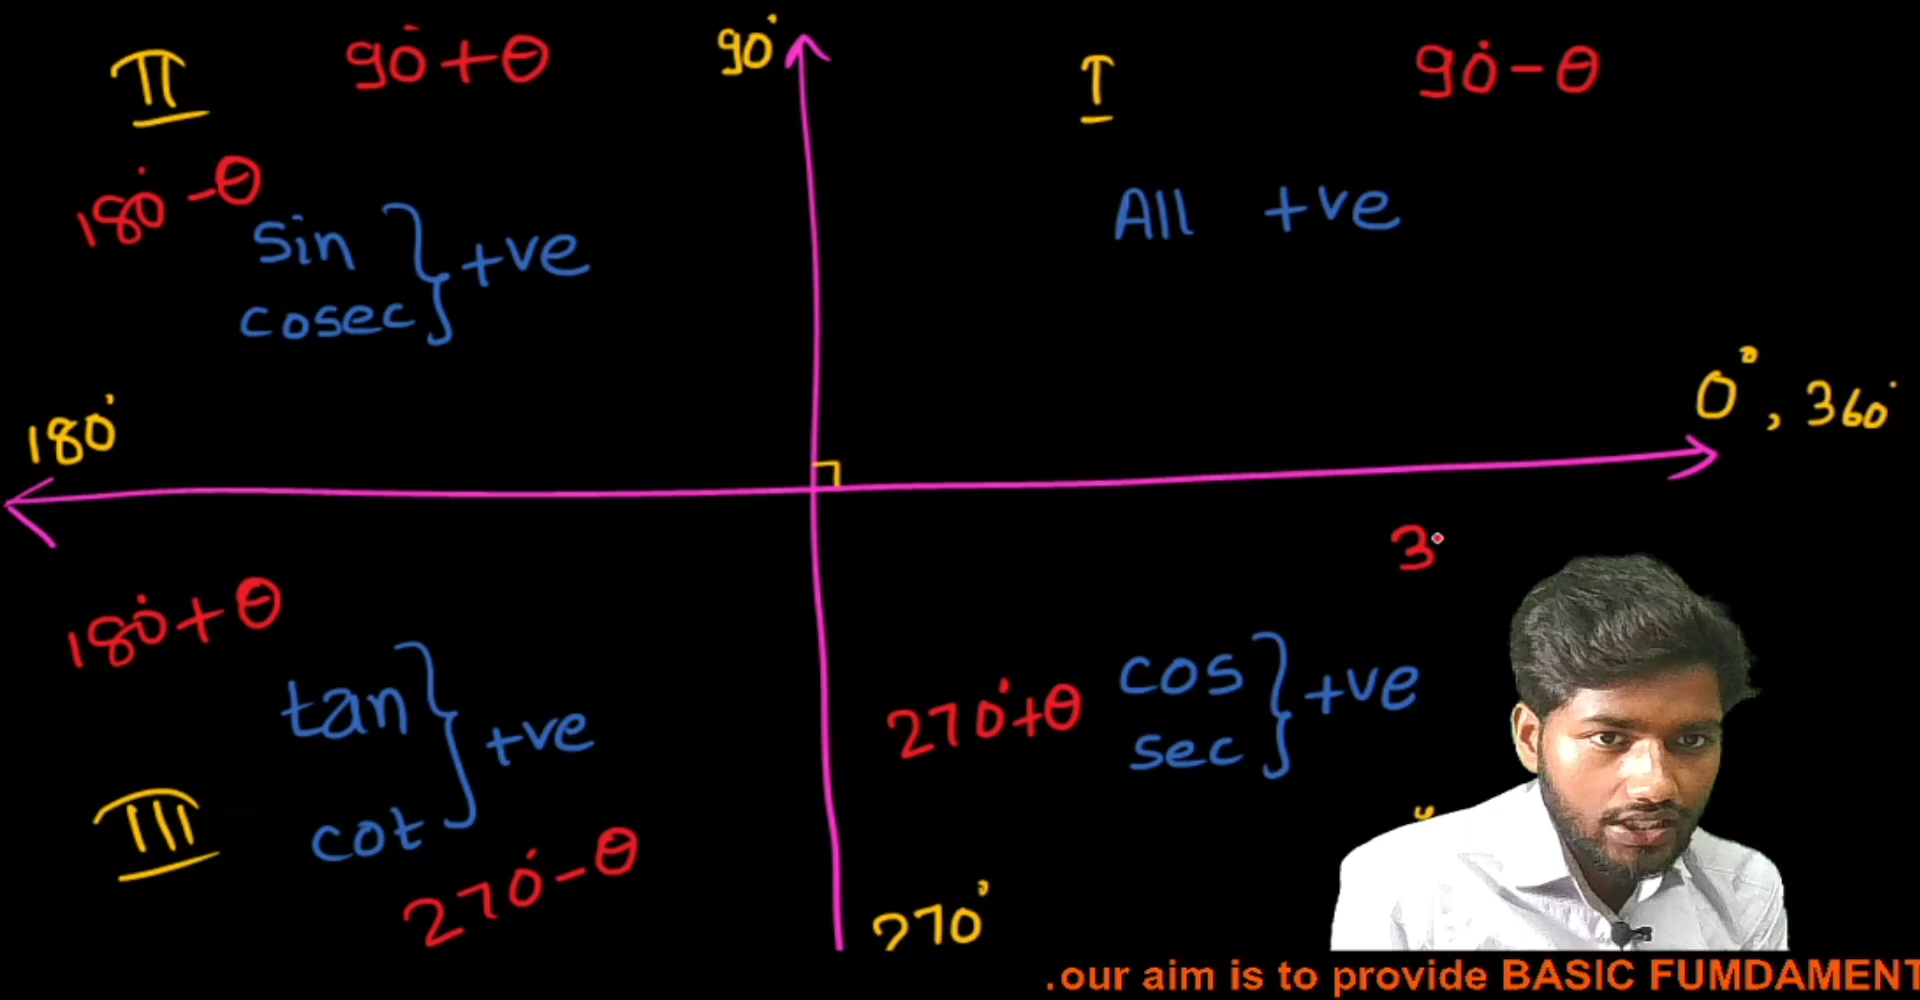 II 90°+θ 90° I 90°-θ
180°-θ
sin
cosec } +ve
All +ve
180°
0°, 360°
3
180°+θ
tan
cot } +ve
III
270°-θ
270°+θ
cos
sec } +ve
270°
.our aim is to provide BASIC FUMDAMENT